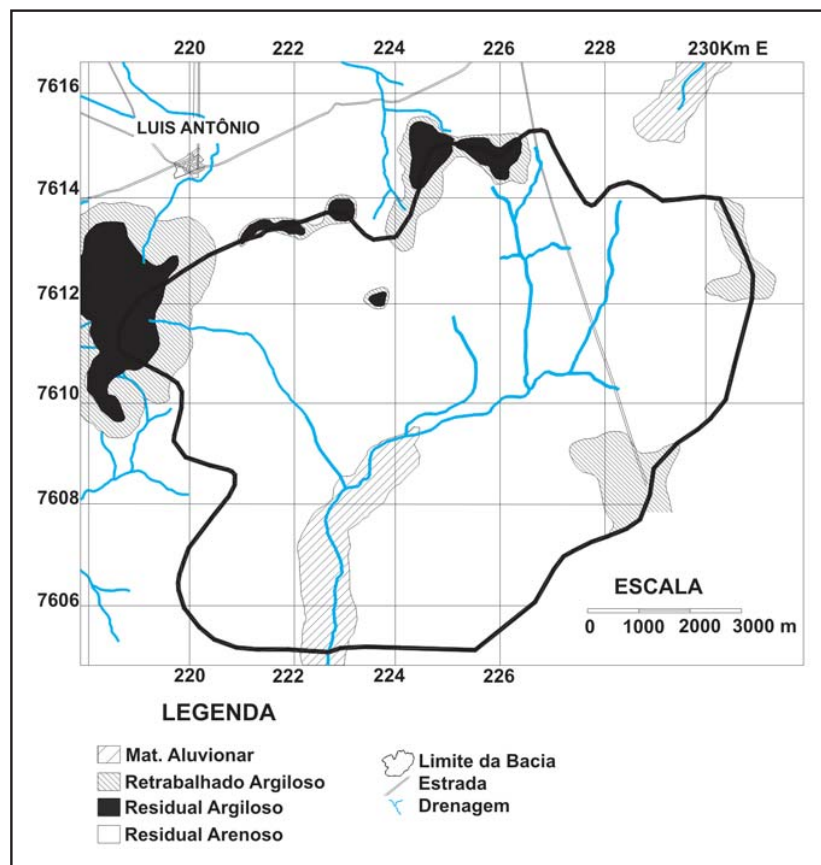 220 222 224 226 228 230Km E
7616
LUIS ANTÔNIO
7614
7612
7610
7608
7606
ESCALA
0 1000 2000 3000 m
220 222 224 226
LEGENDA
Mat. Aluvionar
Retrabalhado Argiloso
Residual Argiloso
Residual Arenoso
Limite da Bacia
Estrada
Drenagem